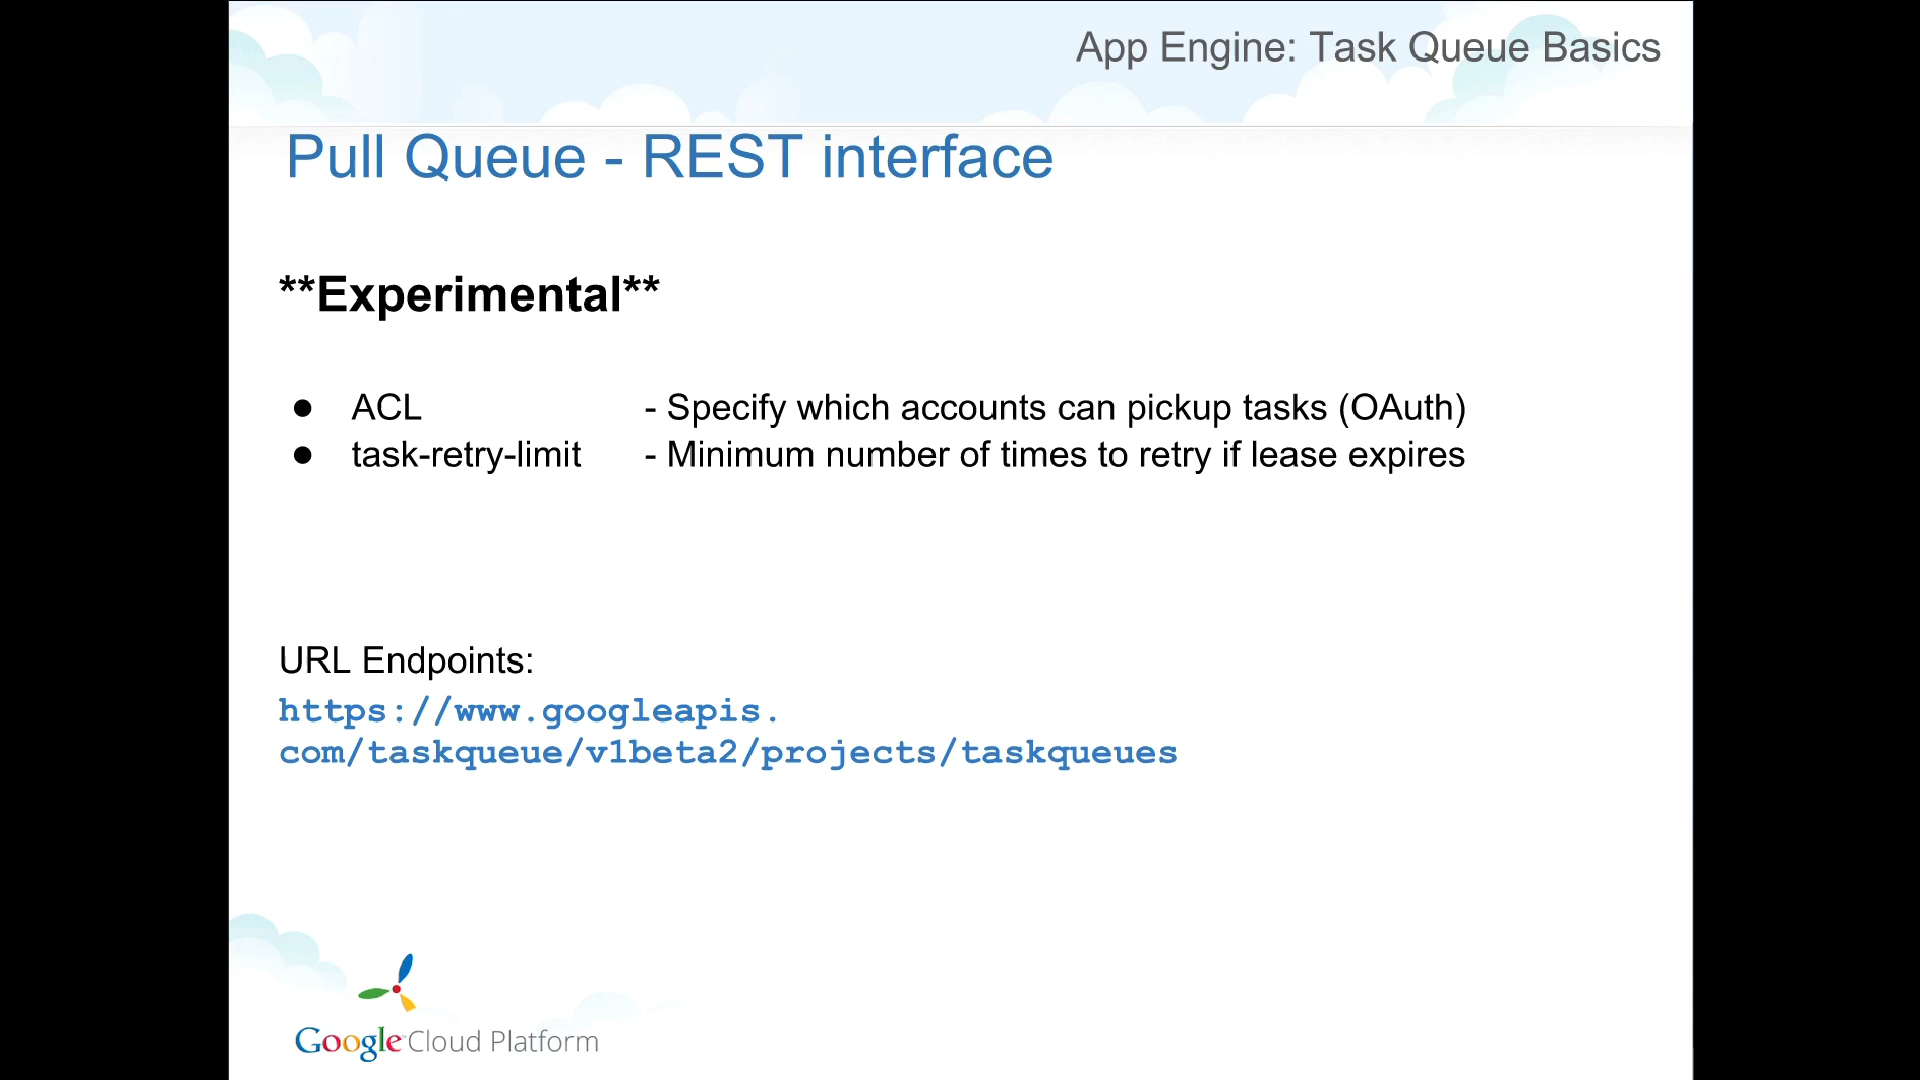 App Engine: Task Queue Basics
Pull Queue - REST interface
**Experimental**
● ACL - Specify which accounts can pickup tasks (OAuth)
● task-retry-limit - Minimum number of times to retry if lease expires
URL Endpoints:
https://www.googleapis.
com/taskqueue/v1beta2/projects/taskqueues
Google Cloud Platform